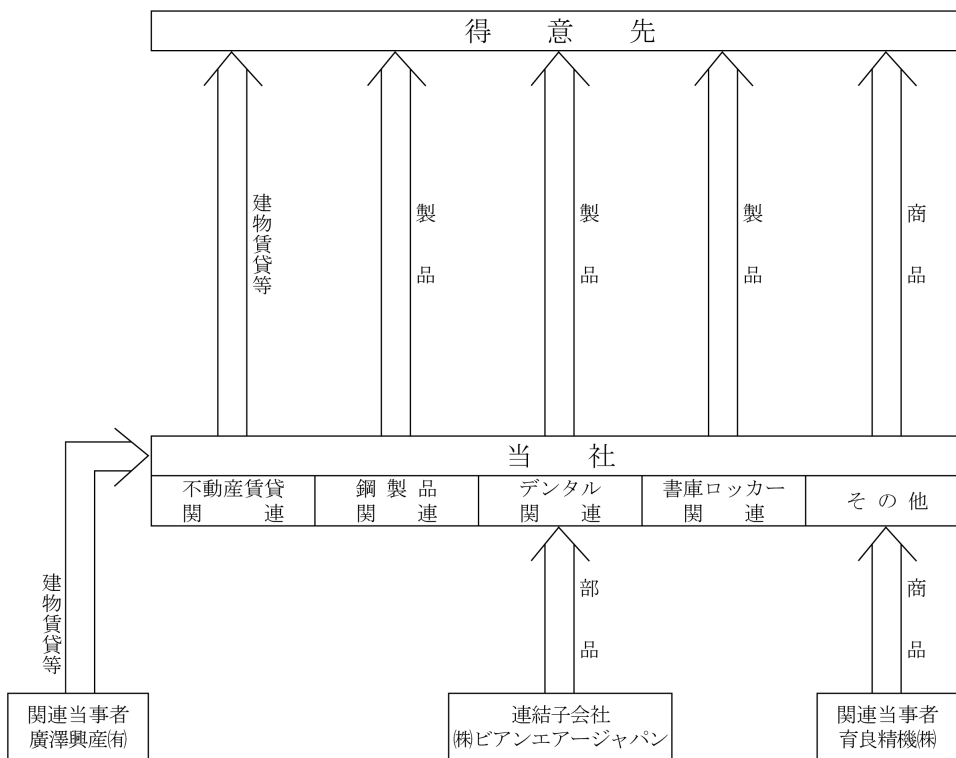 得意先
建物賃貸等
製品
製品
製品
商品
当社
不動産賃貸
関連
鋼製品
関連
デンタル
関連
書庫ロッカー
関連
その他
建物賃貸等
部品
商品
関連当事者
廣澤興産㈲
連結子会社
㈱ビアンエアージャパン
関連当事者
育良精機㈱